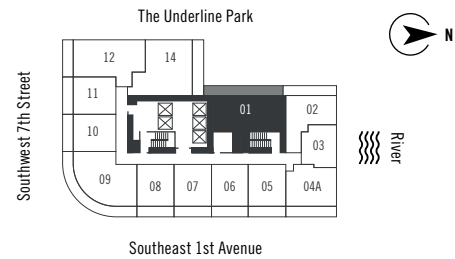 The Underline Park
N
12
14
11
01
02
10
03
Southwest 7th Street
River
09
08
07
06
05
04A
Southeast 1st Avenue